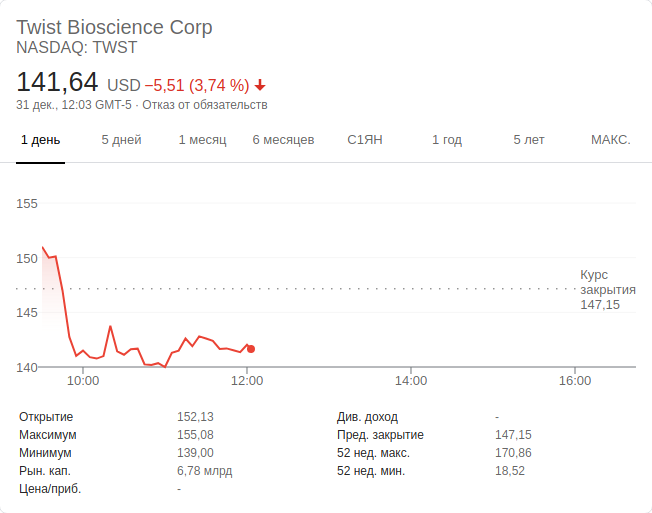 Twist Bioscience Corp
NASDAQ: TWST
141,64 USD −5,51 (3,74 %)
31 дек., 12:03 GMT-5 · Отказ от обязательств
1 день 5 дней 1 месяц 6 месяцев С1ЯН 1 год 5 лет МАКС.
155
150
Курс
закрытия
147,15
145
140
10:00 12:00 14:00 16:00
Открытие 152,13 Див. доход -
Максимум 155,08 Пред. закрытие 147,15
Минимум 139,00 52 нед. макс. 170,86
Рын. кап. 6,78 млрд 52 нед. мин. 18,52
Цена/приб. -